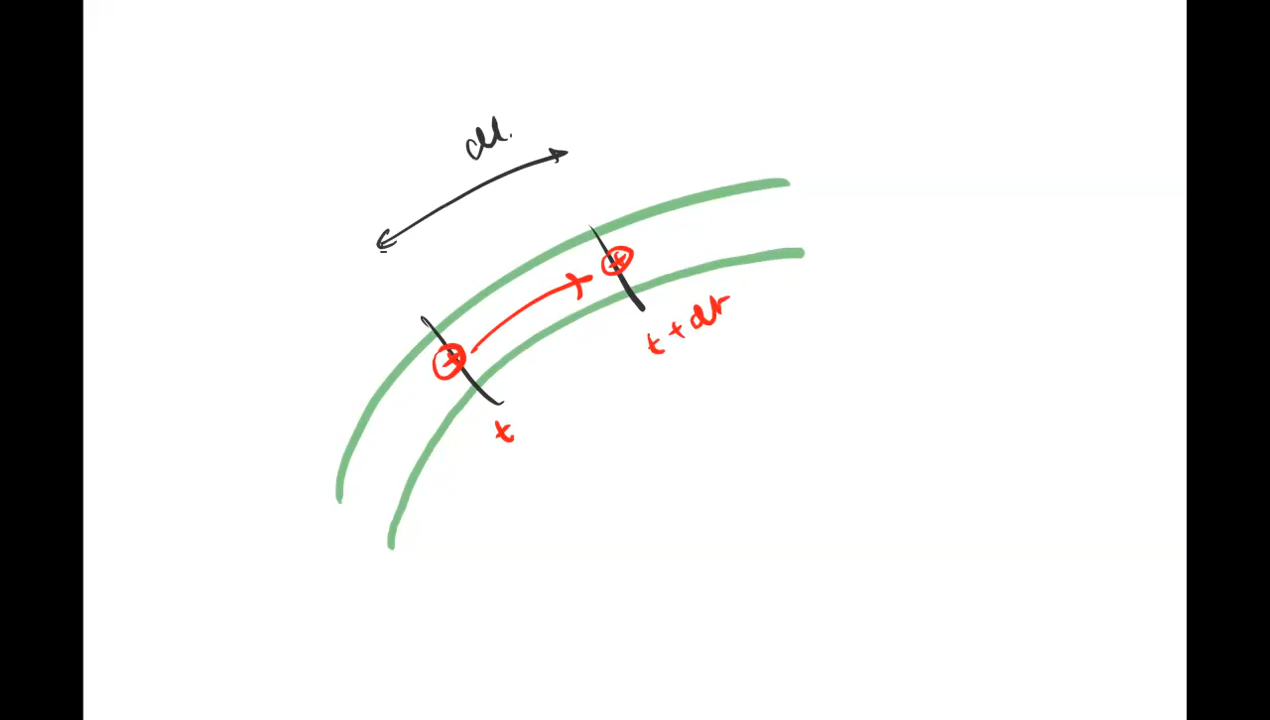 dl.
+
+
t + dt
t